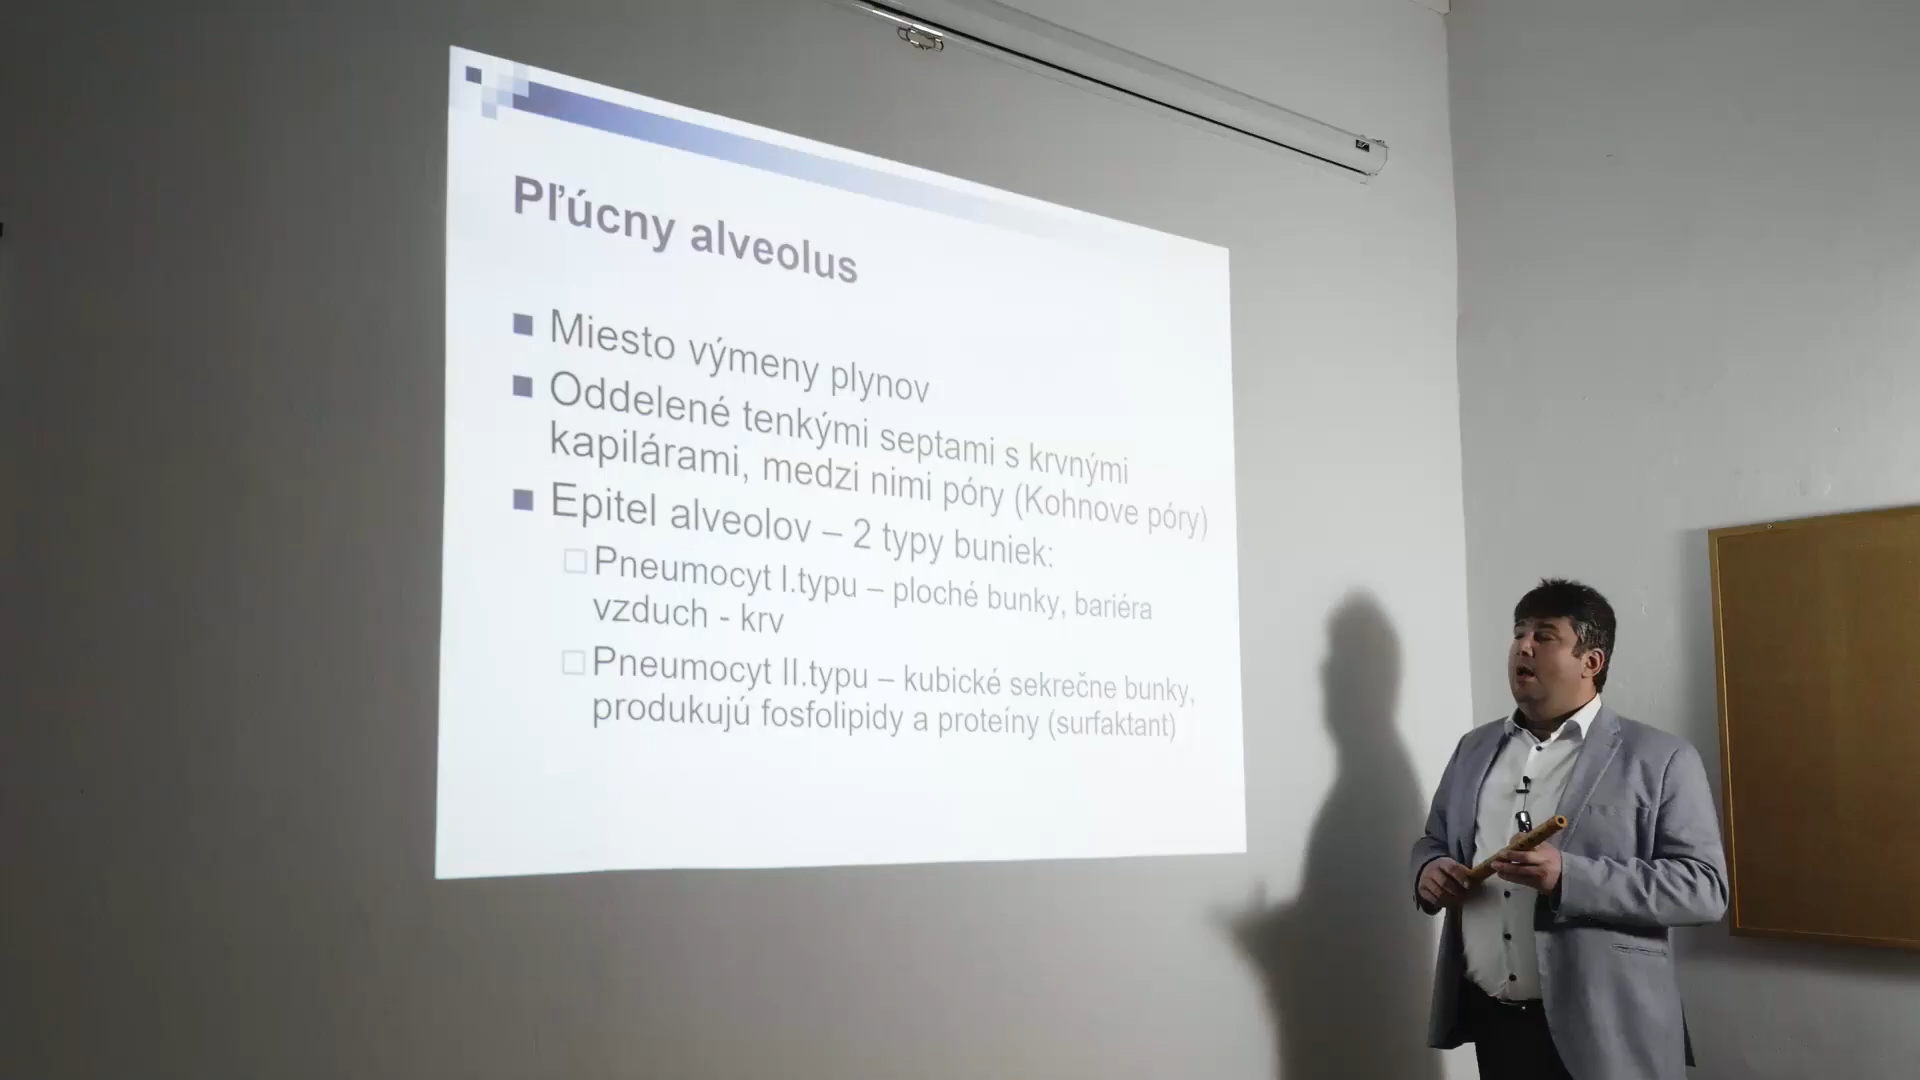 Pľúcny alveolus
Miesto výmeny plynov
Oddelené tenkými septami s krvnými
kapilárami, medzi nimi póry (Kohnove póry)
Epitel alveolov – 2 typy buniek:
Pneumocyt I.typu – ploché bunky, bariéra
vzduch - krv
Pneumocyt II.typu – kubické sekrečne bunky,
produkujú fosfolipidy a proteíny (surfaktant)